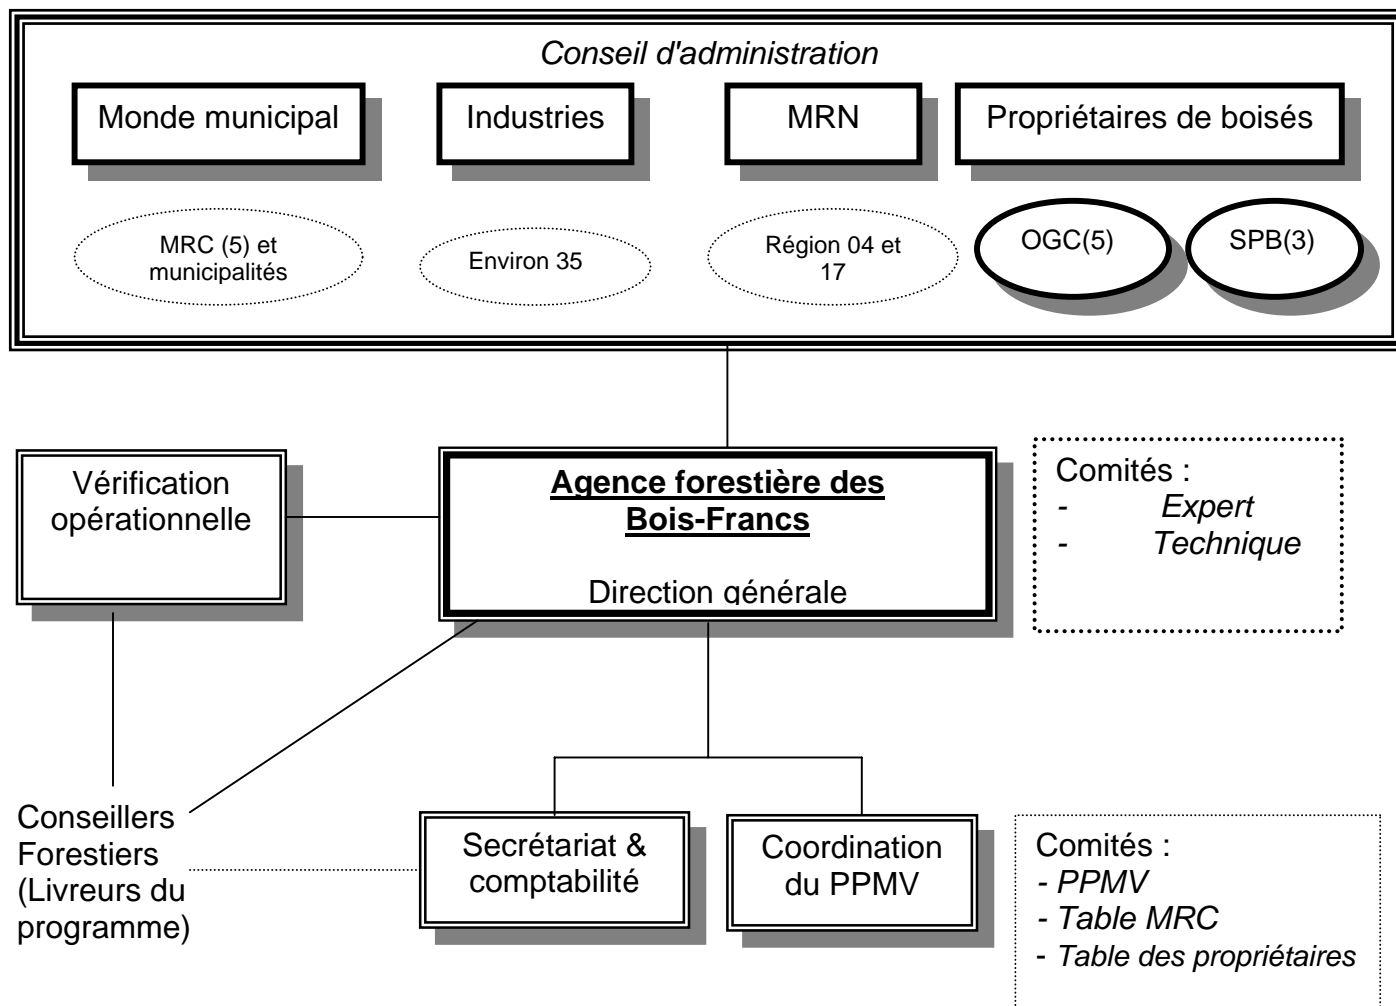 Conseil d'administration
Monde municipal
Industries
MRN
Propriétaires de boisés
MRC (5) et
municipalités
Environ 35
Région 04 et
17
OGC(5)
SPB(3)
Vérification
opérationnelle
Agence forestière des
Bois-Francs
Direction générale
Comités :
- Expert
- Technique
Conseillers
Forestiers
(Livreurs du
programme)
Secrétariat &
comptabilité
Coordination
du PPMV
Comités :
- PPMV
- Table MRC
- Table des propriétaires